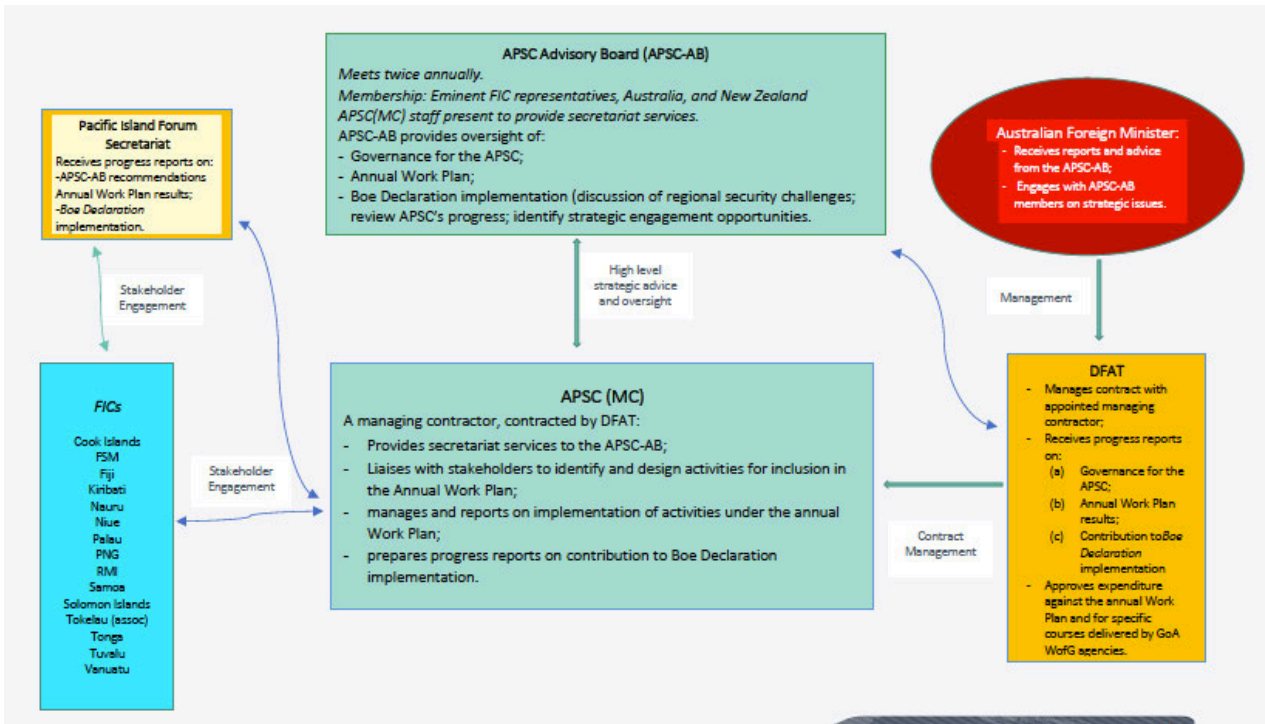 APSC Advisory Board (APSC-AB)
Meets twice annually.
Membership: Eminent FIC representatives, Australia, and New Zealand
APSC(MC) staff present to provide secretariat services.
APSC-AB provides oversight of:
- Governance for the APSC;
- Annual Work Plan;
- Boe Declaration implementation (discussion of regional security challenges;
review APSC's progress; identify strategic engagement opportunities.
Pacific Island Forum
Secretariat
Receives progress reports on:
-APSC-AB recommendations
Annual Work Plan results;
-Boe Declaration
implementation.
Australian Foreign Minister:
- Receives reports and advice
from the APSC-AB;
- Engages with APSC-AB
members on strategic issues.
Stakeholder
Engagement
High level
strategic advice
and oversight
Management
FICs
Cook Islands
FSM
Fiji
Kiribati
Nauru
Niue
Palau
PNG
RMI
Samoa
Solomon Islands
Tokelau (assoc)
Tonga
Tuvalu
Vanuatu
Stakeholder
Engagement
APSC (MC)
A managing contractor, contracted by DFAT:
- Provides secretariat services to the APSC-AB;
- Liaises with stakeholders to identify and design activities for inclusion in
the Annual Work Plan;
- manages and reports on implementation of activities under the annual
Work Plan;
- prepares progress reports on contribution to Boe Declaration
implementation.
Contract
Management
DFAT
- Manages contract with
appointed managing
contractor;
- Receives progress reports
on:
(a) Governance for the
APSC;
(b) Annual Work Plan
results;
(c) Contribution toBoe
Declaration
implementation
- Approves expenditure
against the annual Work
Plan and for specific
courses delivered by GoA
WofG agencies.